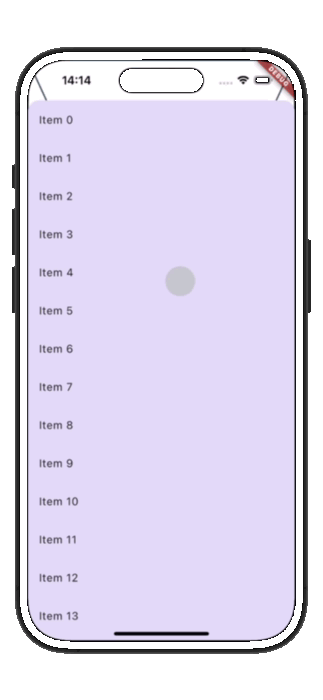 14:14
DEBUG
Item 0
Item 1
Item 2
Item 3
Item 4
Item 5
Item 6
Item 7
Item 8
Item 9
Item 10
Item 11
Item 12
Item 13